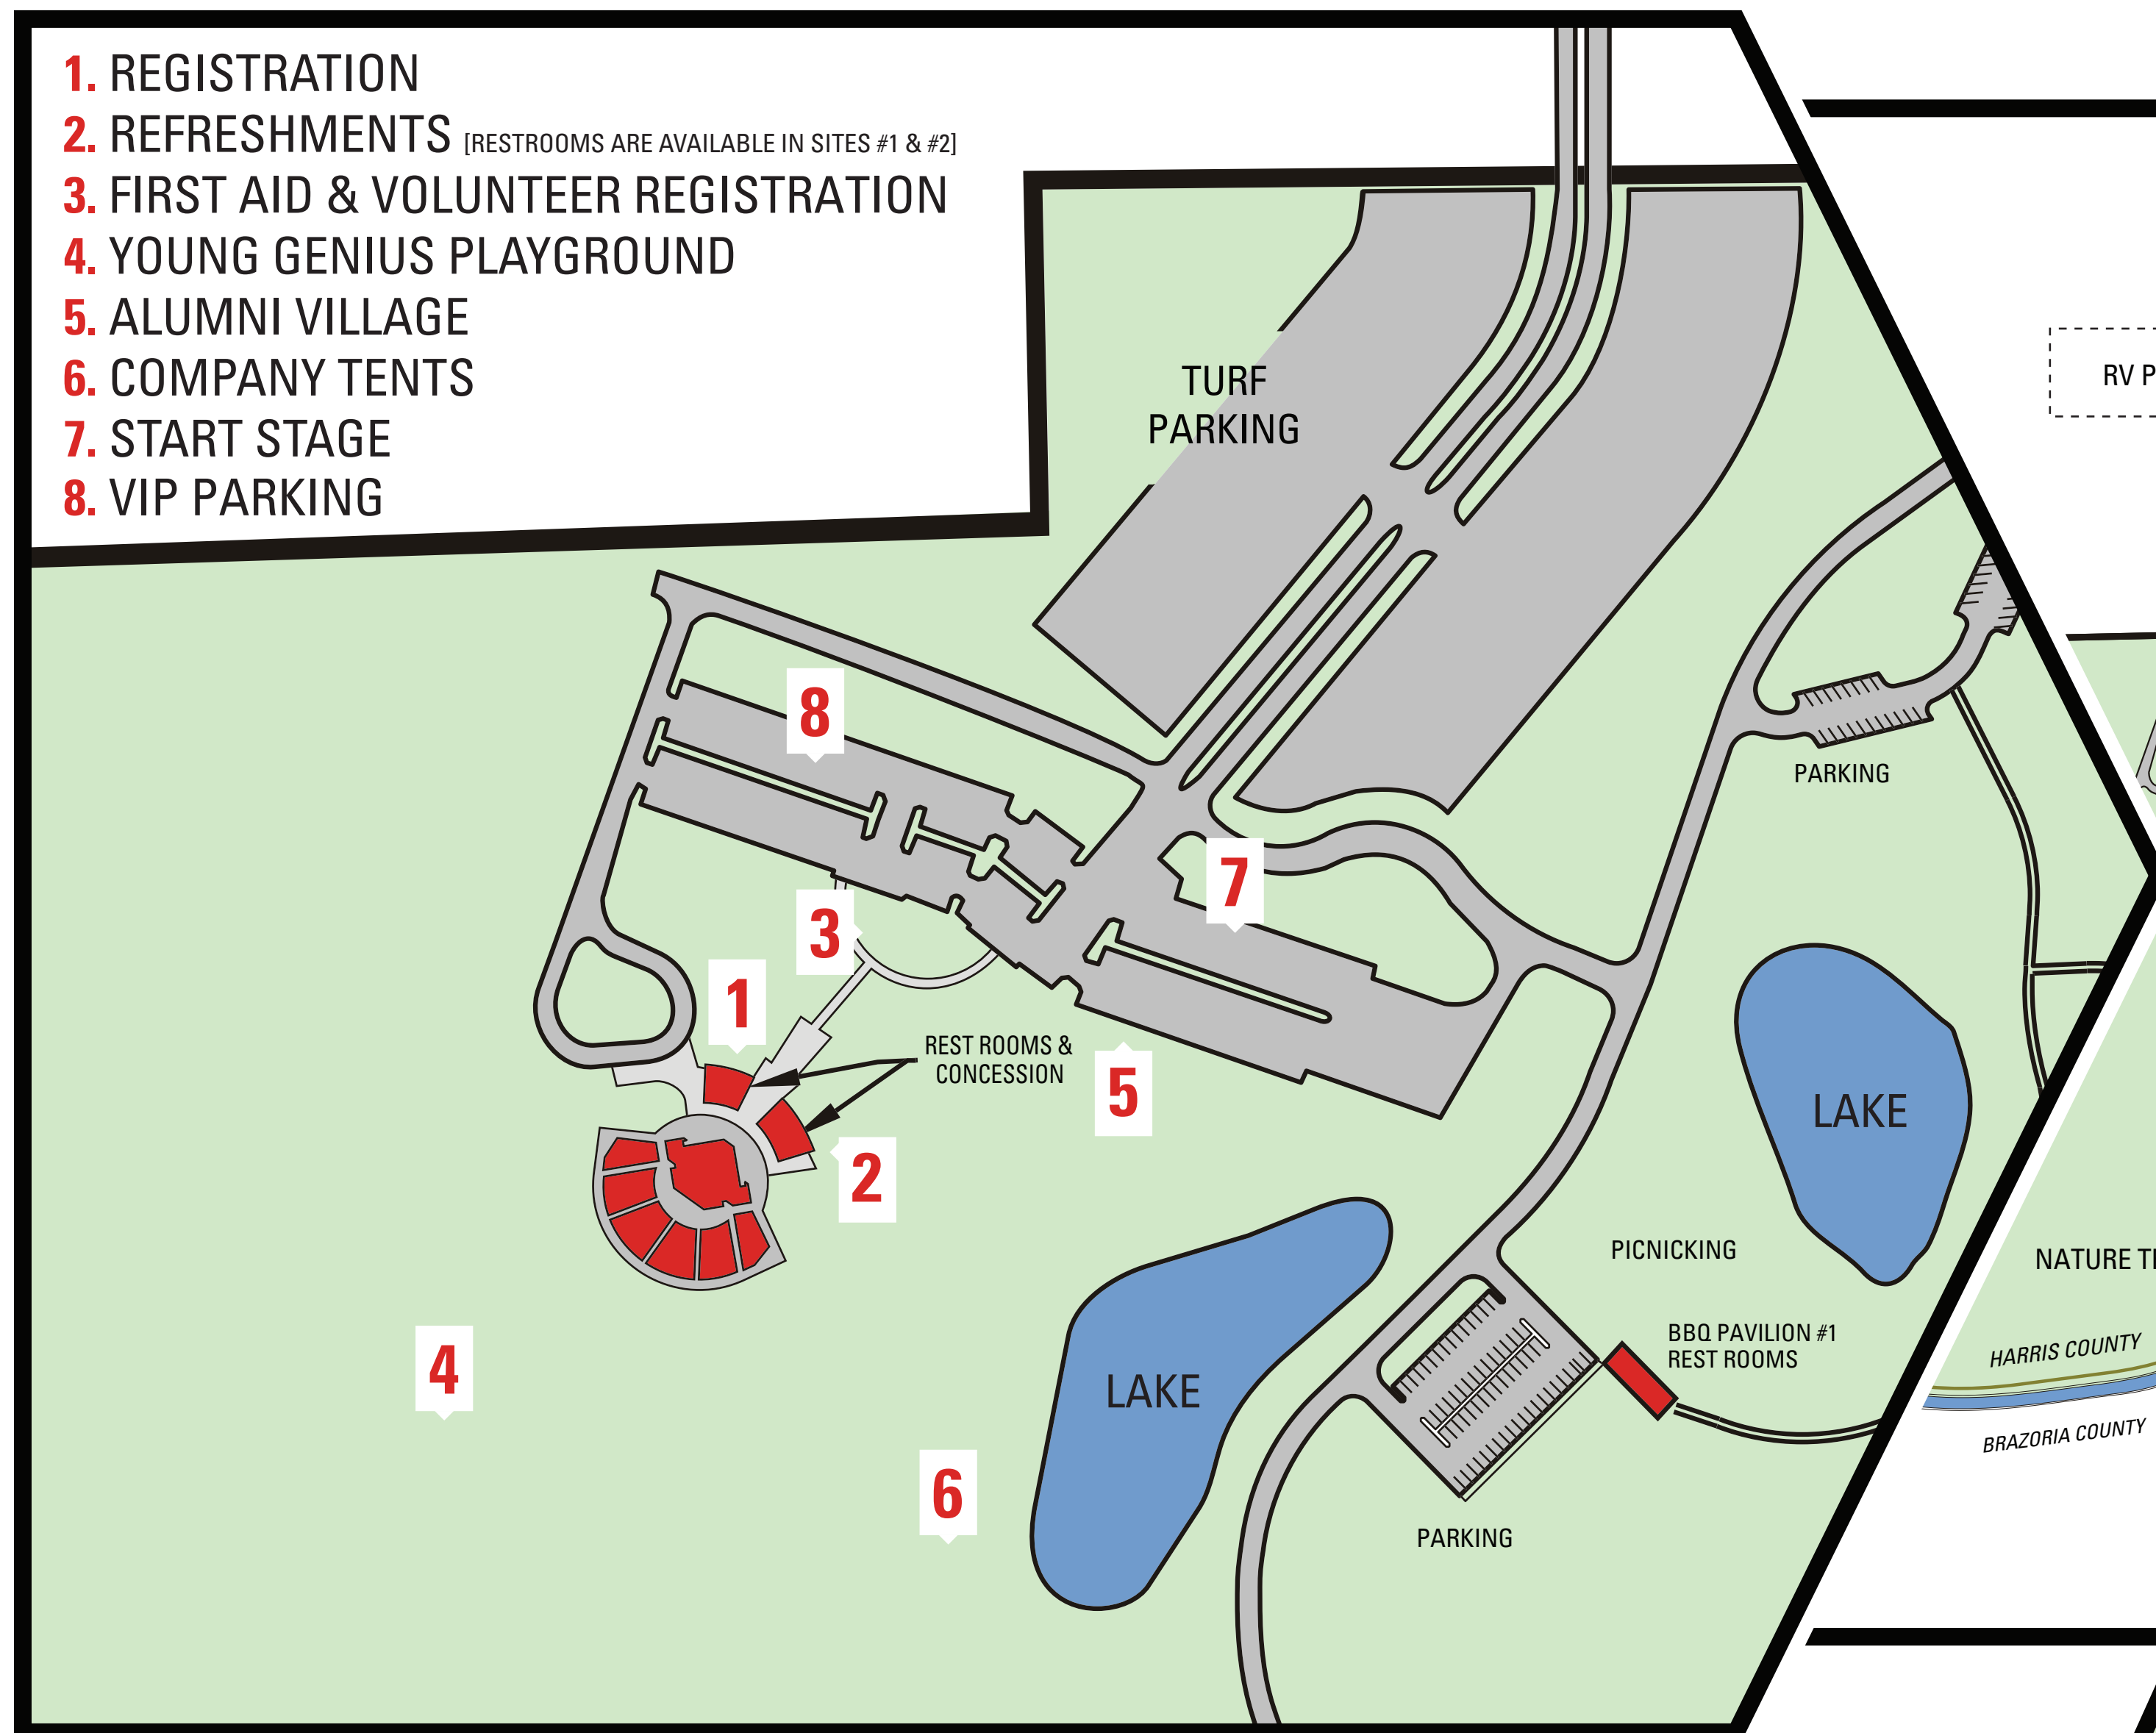 1. REGISTRATION
2. REFRESHMENTS [RESTROOMS ARE AVAILABLE IN SITES #1 & #2]
3. FIRST AID & VOLUNTEER REGISTRATION
4. YOUNG GENIUS PLAYGROUND
5. ALUMNI VILLAGE
6. COMPANY TENTS
7. START STAGE
8. VIP PARKING
TURF
PARKING
RV P
8
PARKING
7
3
1
REST ROOMS &
CONCESSION
5
LAKE
2
PICNICKING
NATURE T
BBQ PAVILION #1
REST ROOMS
HARRIS COUNTY
4
LAKE
BRAZORIA COUNTY
6
PARKING